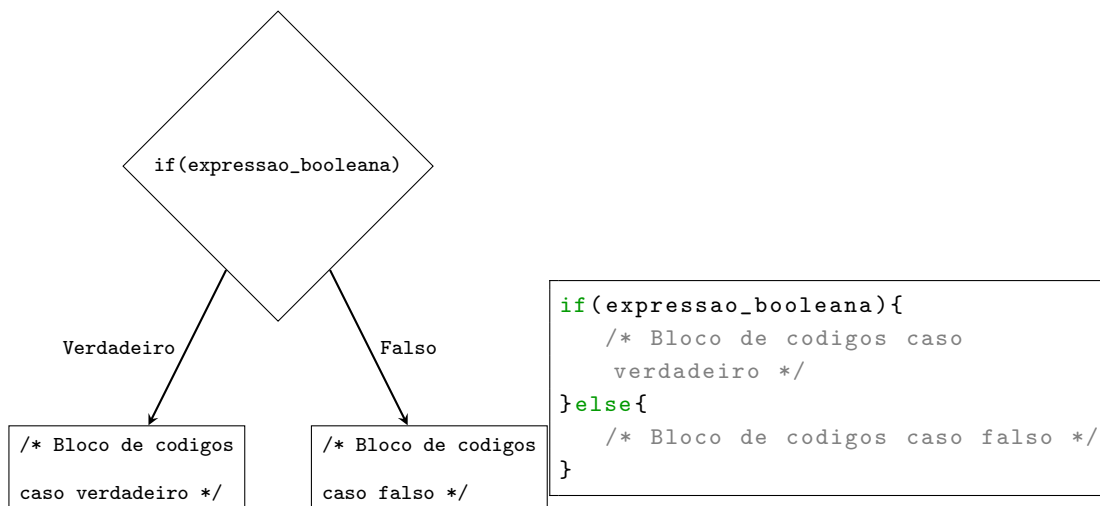 if(expressao_booleana)
Verdadeiro
Falso
/* Bloco de codigos
caso verdadeiro */
/* Bloco de codigos
caso falso */
if(expressao_booleana){
/* Bloco de codigos caso
verdadeiro */
}else{
/* Bloco de codigos caso falso */
}